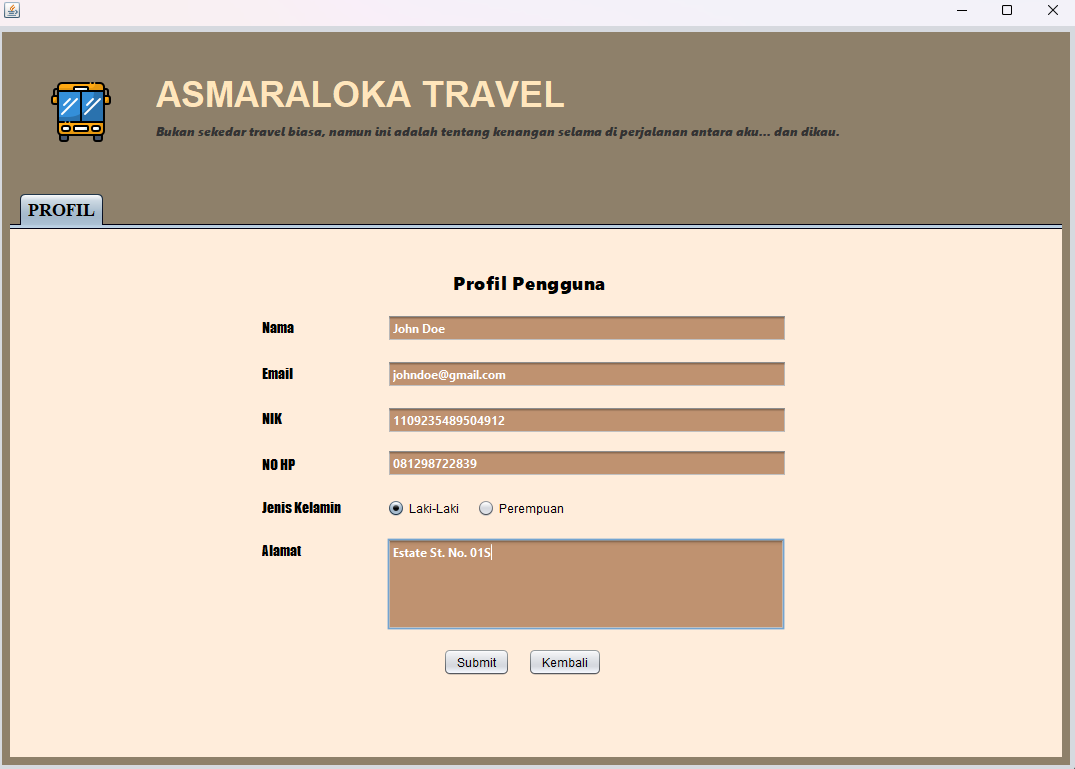 ASMARALOKA TRAVEL
Bukan sekedar travel biasa, namun ini adalah tentang kenangan selama di perjalanan antara aku... dan dikau.
PROFIL
Profil Pengguna
Nama John Doe
Email johndoe@gmail.com
NIK 1109235489504912
NO HP 081298722839
Jenis Kelamin Laki-Laki Perempuan
Alamat Estate St. No. 01S
Submit Kembali